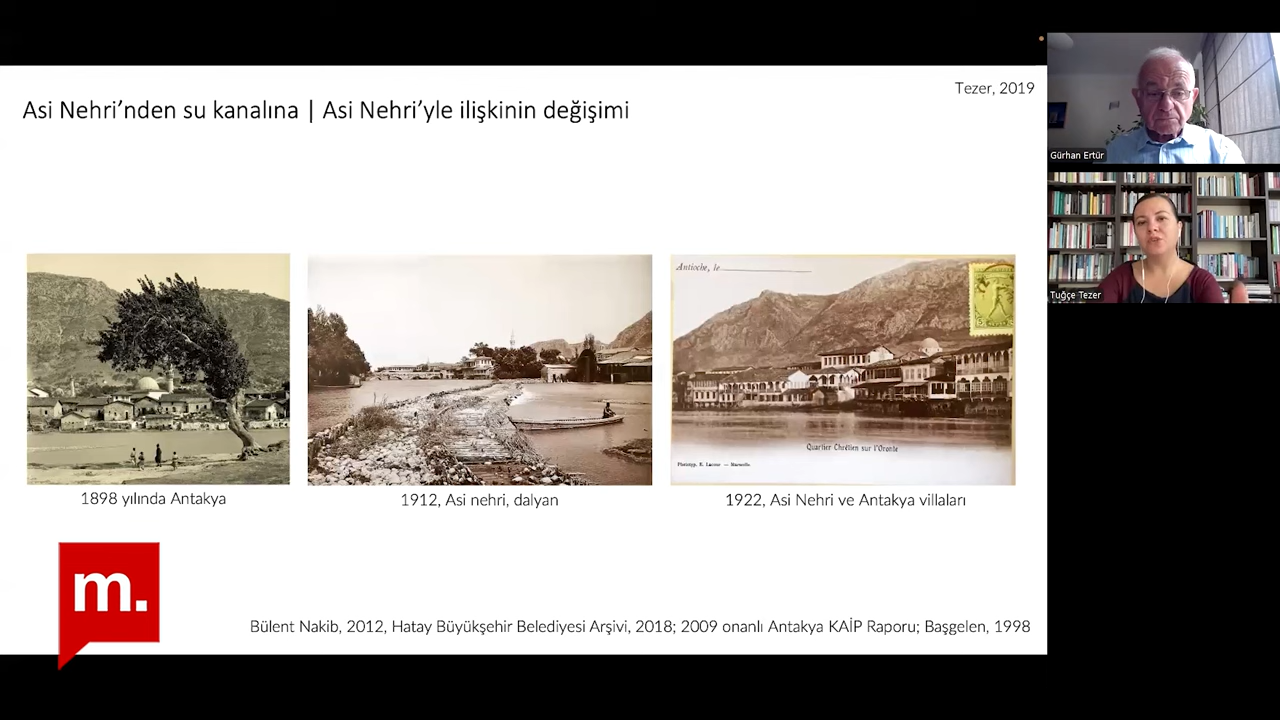 Tezer, 2019
Asi Nehri’nden su kanalına | Asi Nehri’yle ilişkinin değişimi
Gürhan Ertür
Tuğçe Tezer
Antioche, le
Quartier Chrétien sur l'Oronte
1898 yılında Antakya
1912, Asi nehri, dalyan
1922, Asi Nehri ve Antakya villaları
m.
Bülent Nakib, 2012, Hatay Büyükşehir Belediyesi Arşivi, 2018; 2009 onanlı Antakya KAİP Raporu; Başgelen, 1998